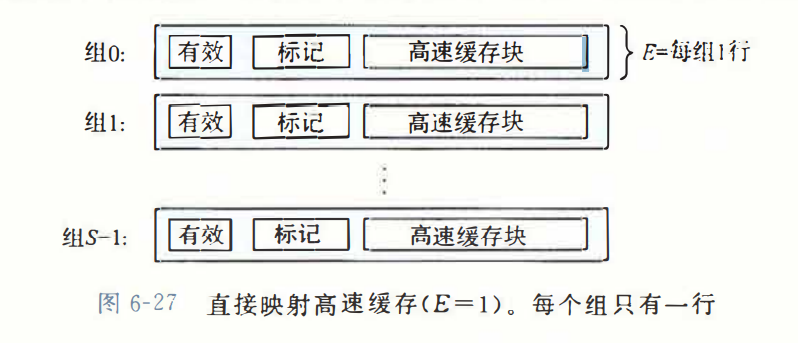 组0: 有效 标记 高速缓存块 E=每组1行
组1: 有效 标记 高速缓存块
⋮
组S-1: 有效 标记 高速缓存块
图 6-27 直接映射高速缓存(E=1)。每个组只有一行